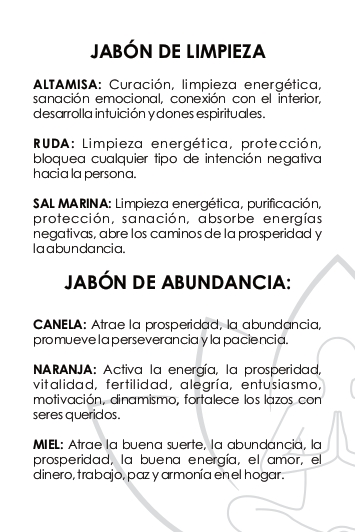 JABÓN DE LIMPIEZA
ALTAMISA: Curación, limpieza energética,
sanación emocional, conexión con el interior,
desarrolla intuición y dones espirituales.
RUDA: Limpieza energética, protección,
bloquea cualquier tipo de intención negativa
hacia la persona.
SAL MARINA: Limpieza energética, purificación,
protección, sanación, absorbe energías
negativas, abre los caminos de la prosperidad y
la abundancia.
JABÓN DE ABUNDANCIA:
CANELA: Atrae la prosperidad, la abundancia,
promueve la perseverancia y la paciencia.
NARANJA: Activa la energía, la prosperidad,
vitalidad, fertilidad, alegría, entusiasmo,
motivación, dinamismo, fortalece los lazos con
seres queridos.
MIEL: Atrae la buena suerte, la abundancia, la
prosperidad, la buena energía, el amor, el
dinero, trabajo, paz y armonía en el hogar.